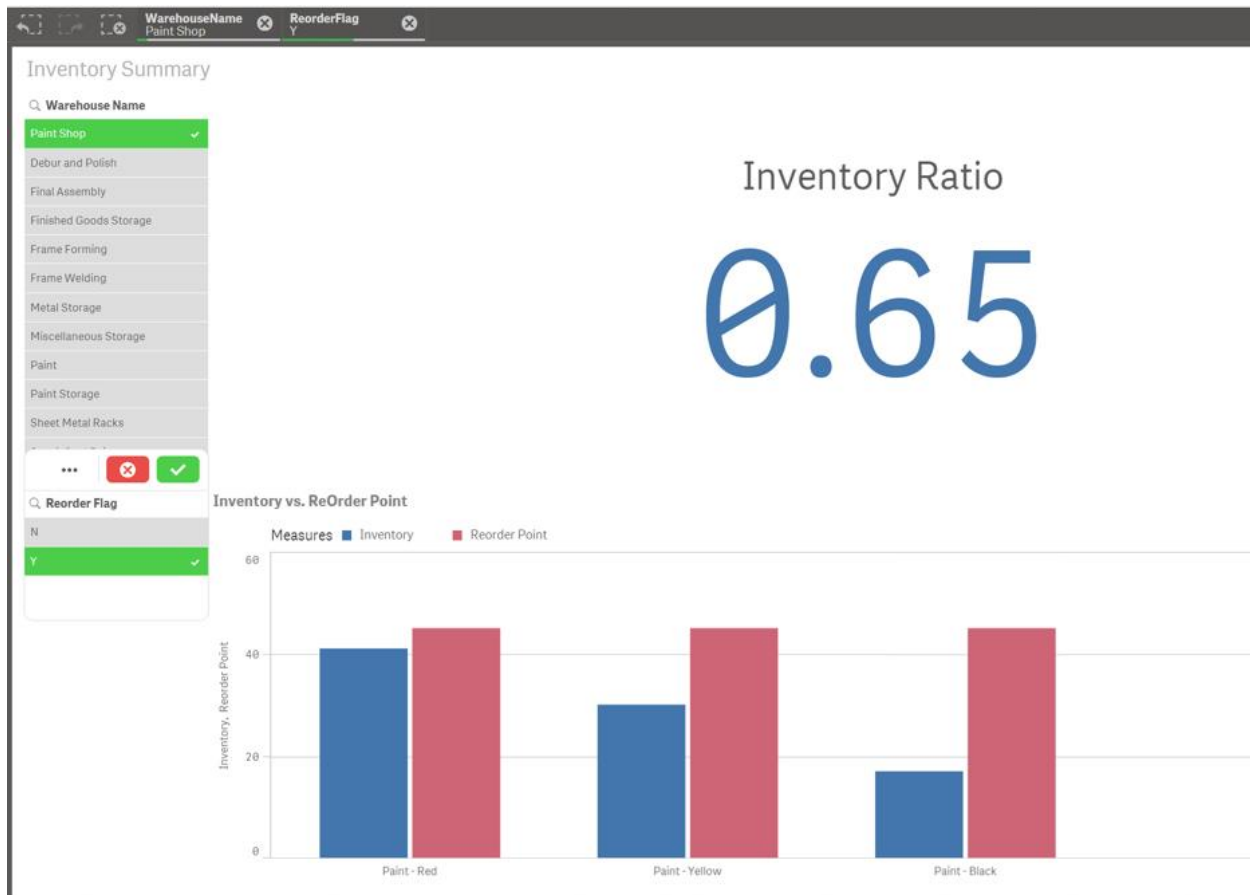 WarehouseName
Paint Shop
ReorderFlag
Y
Inventory Summary
Warehouse Name
Paint Shop
Debur and Polish
Final Assembly
Finished Goods Storage
Frame Forming
Frame Welding
Metal Storage
Miscellaneous Storage
Paint
Paint Storage
Sheet Metal Racks
Inventory Ratio
0.65
Reorder Flag
N
Y
Inventory vs. ReOrder Point
Measures Inventory Reorder Point
60
40
20
0
Inventory, Reorder Point
Paint - Red Paint - Yellow Paint - Black